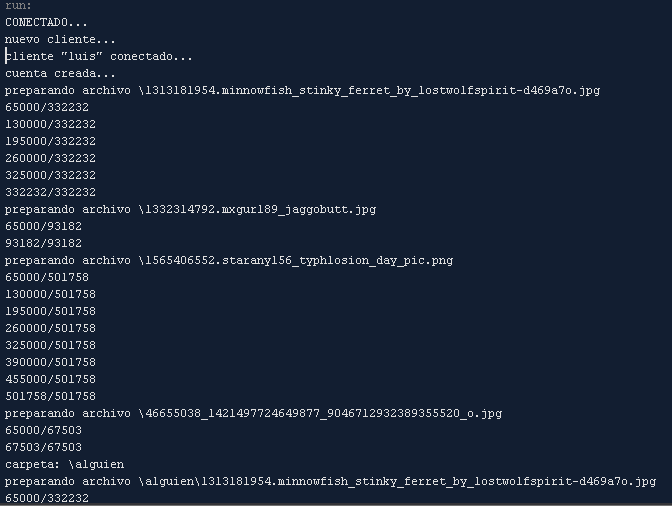 run:
CONECTADO...
nuevo cliente...
cliente "luis" conectado...
cuenta creada...
preparando archivo \1313181954.minnowfish_stinky_ferret_by_lostwolfspirit-d469a7o.jpg
65000/332232
130000/332232
195000/332232
260000/332232
325000/332232
332232/332232
preparando archivo \1332314792.mxgurl89_jaggobutt.jpg
65000/93182
93182/93182
preparando archivo \1565406552.starany156_typhlosion_day_pic.png
65000/501758
130000/501758
195000/501758
260000/501758
325000/501758
390000/501758
455000/501758
501758/501758
preparando archivo \46655038_1421497724649877_9046712932389355520_o.jpg
65000/67503
67503/67503
carpeta: \alguien
preparando archivo \alguien\1313181954.minnowfish_stinky_ferret_by_lostwolfspirit-d469a7o.jpg
65000/332232